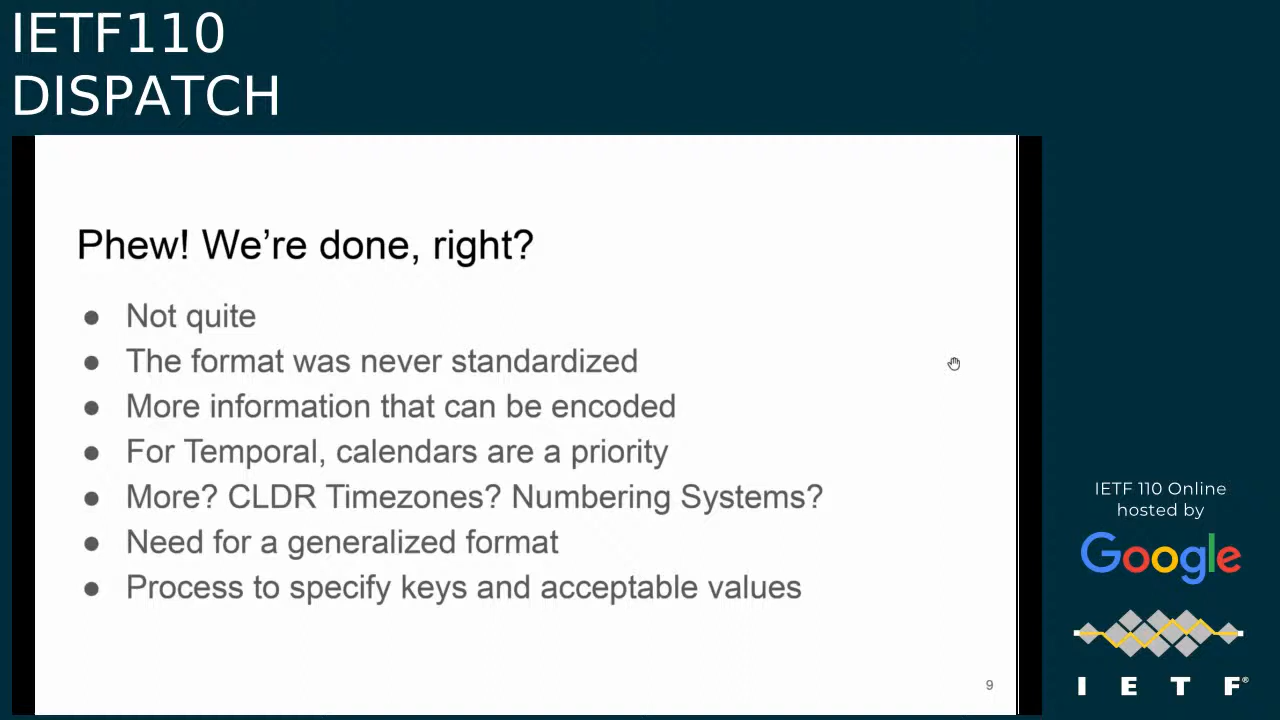 IETF110
DISPATCH
Phew! We're done, right?
● Not quite
● The format was never standardized
● More information that can be encoded
● For Temporal, calendars are a priority
● More? CLDR Timezones? Numbering Systems?
● Need for a generalized format
● Process to specify keys and acceptable values
9
IETF 110 Online
hosted by
Google
I E T F®